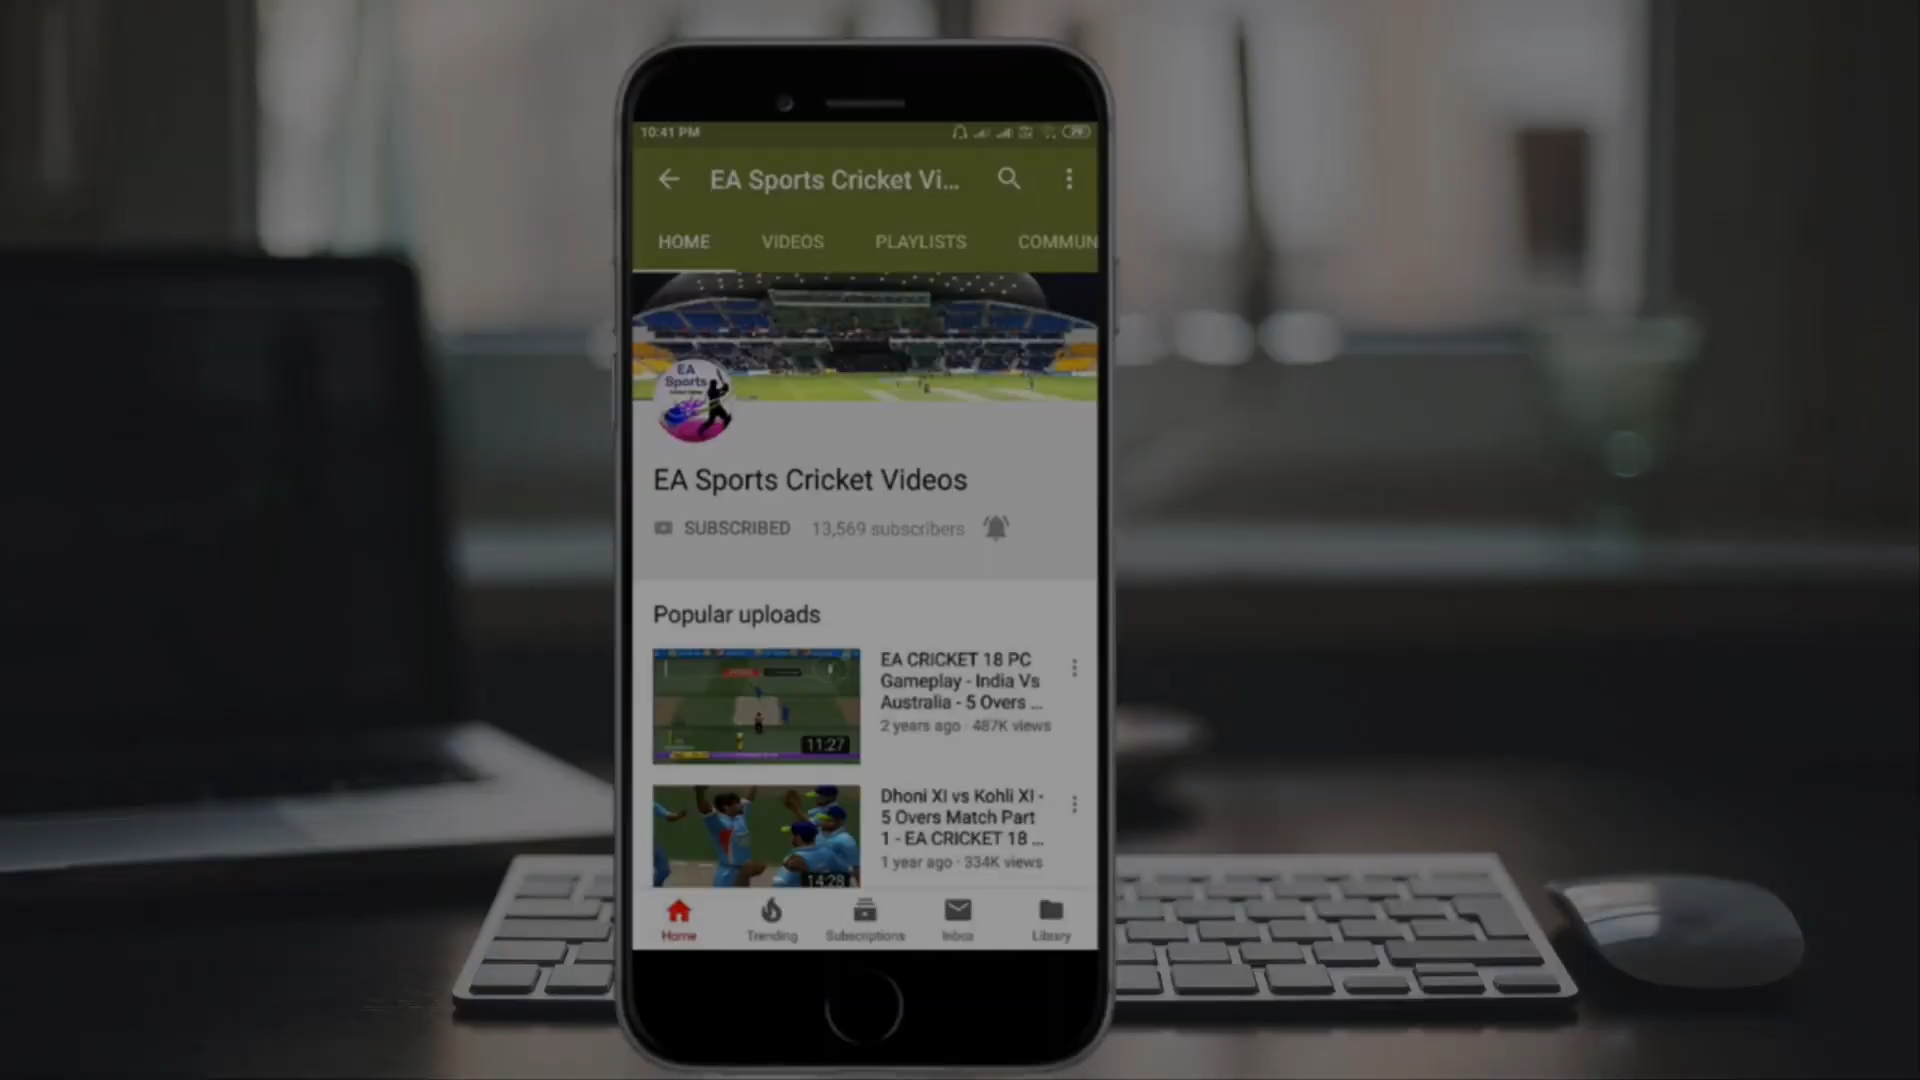 10:41 PM
EA Sports Cricket Vi...
HOME VIDEOS PLAYLISTS COMMUN
EA
Sports
EA Sports Cricket Videos
SUBSCRIBED 13,569 subscribers
Popular uploads
EA CRICKET 18 PC
Gameplay - India Vs
Australia - 5 Overs ...
2 years ago · 487K views
11:27
Dhoni XI vs Kohli XI -
5 Overs Match Part
1 - EA CRICKET 18 ...
1 year ago · 334K views
14:28
Home Trending Subscriptions Inbox Library